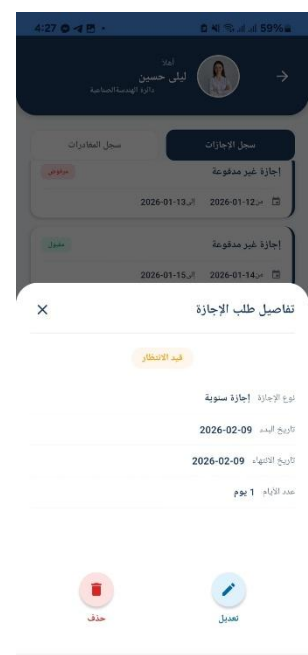 4:27
59%
أهلا
ليلى حسين
دائرة الهندسة الصناعية
سجل الإجازات
سجل المغادرات
إجازة غير مدفوعة
مرفوض
من 2026-01-12 الى 2026-01-13
إجازة غير مدفوعة
مقبول
من 2026-01-14 الى 2026-01-15
تفاصيل طلب الإجازة
قيد الانتظار
نوع الإجازة إجازة سنوية
تاريخ البدء 2026-02-09
تاريخ الانتهاء 2026-02-09
عدد الأيام 1 يوم
تعديل
حذف